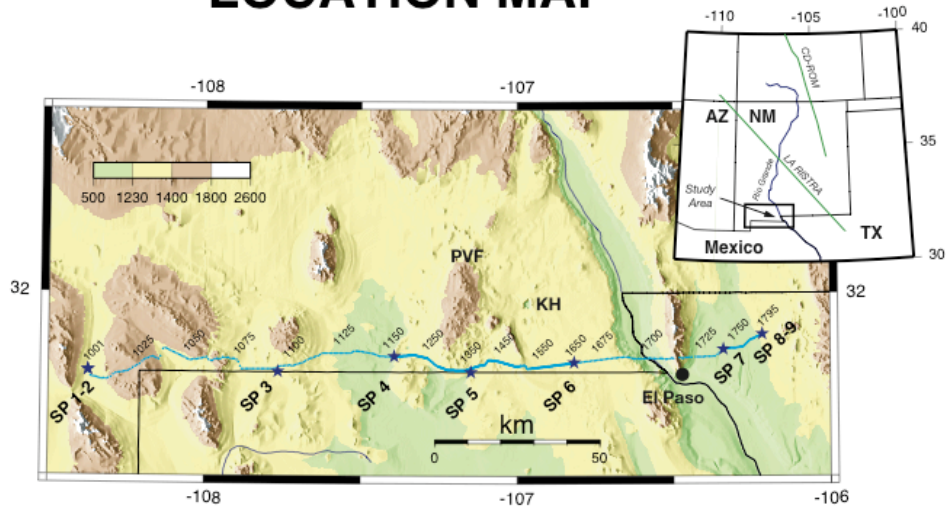 LOCATION MAP
-110
-105
-100
40
CD-ROM
AZ
NM
35
LA RISTRA
Rio Grande
Study
Area
TX
Mexico
30
-108
-107
500 1230 1400 1800 2600
PVF
KH
32
32
1001
1025
1050
1075
1100
1125
1150
1250
1350
1450
1550
1650
1675
1700
1725
1750
1795
SP 1-2
SP 3
SP 4
SP 5
SP 6
SP 7
SP 8-9
El Paso
km
0
50
-108
-107
-106